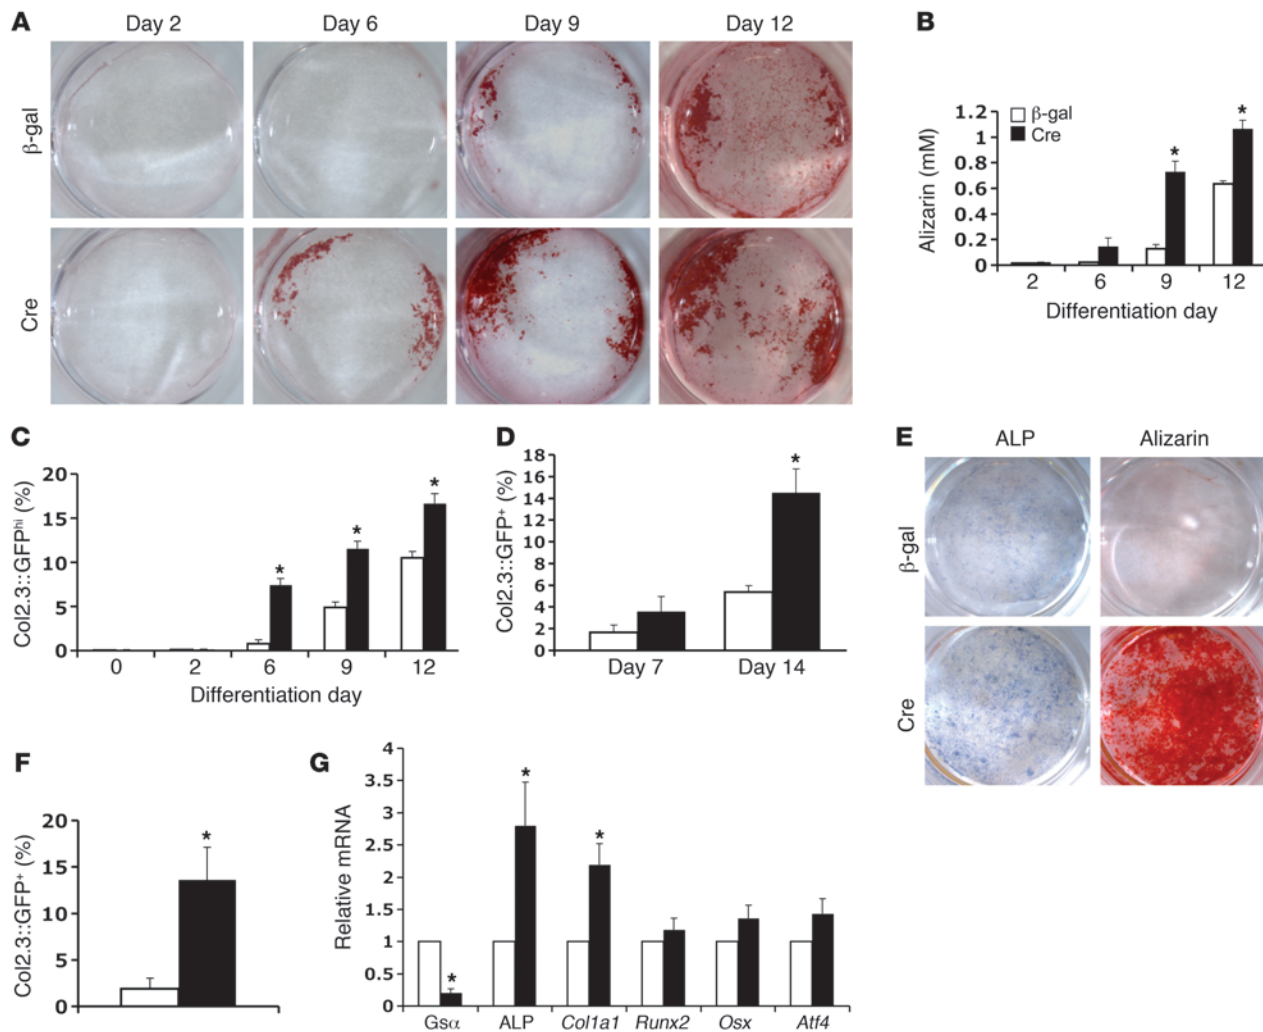 A
Day 2
Day 6
Day 9
Day 12
β-gal
Cre
B
Alizarin (mM)
1.2
1
0.8
0.6
0.4
0.2
0
β-gal
Cre
*
*
2
6
9
12
Differentiation day
C
Col2.3::GFPhi (%)
20
15
10
5
0
*
*
*
0
2
6
9
12
Differentiation day
D
Col2.3::GFP+ (%)
18
16
14
12
10
8
6
4
2
0
*
Day 7
Day 14
E
ALP
Alizarin
β-gal
Cre
F
Col2.3::GFP+ (%)
20
15
10
5
0
*
G
Relative mRNA
4
3.5
3
2.5
2
1.5
1
0.5
0
*
*
*
Gsα
ALP
Col1a1
Runx2
Osx
Atf4